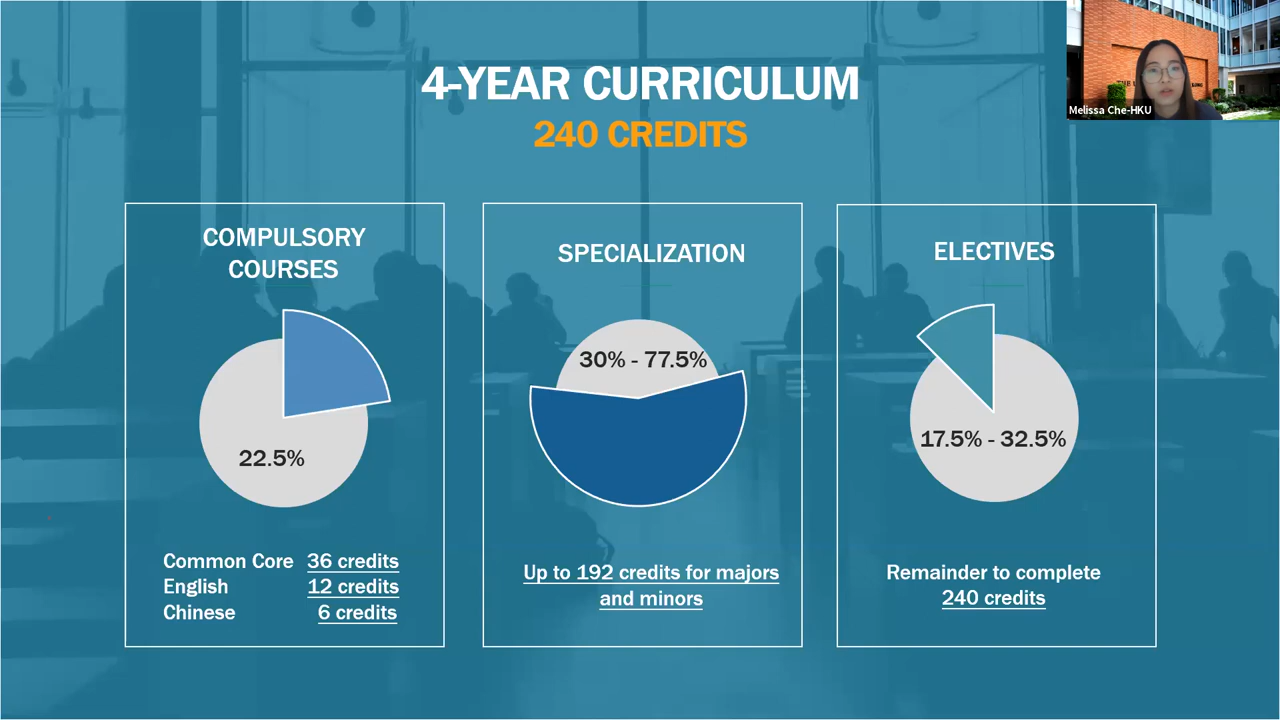 4-YEAR CURRICULUM
240 CREDITS
Melissa Che-HKU
COMPULSORY
COURSES
22.5%
Common Core 36 credits
English 12 credits
Chinese 6 credits
SPECIALIZATION
30% - 77.5%
Up to 192 credits for majors
and minors
ELECTIVES
17.5% - 32.5%
Remainder to complete
240 credits